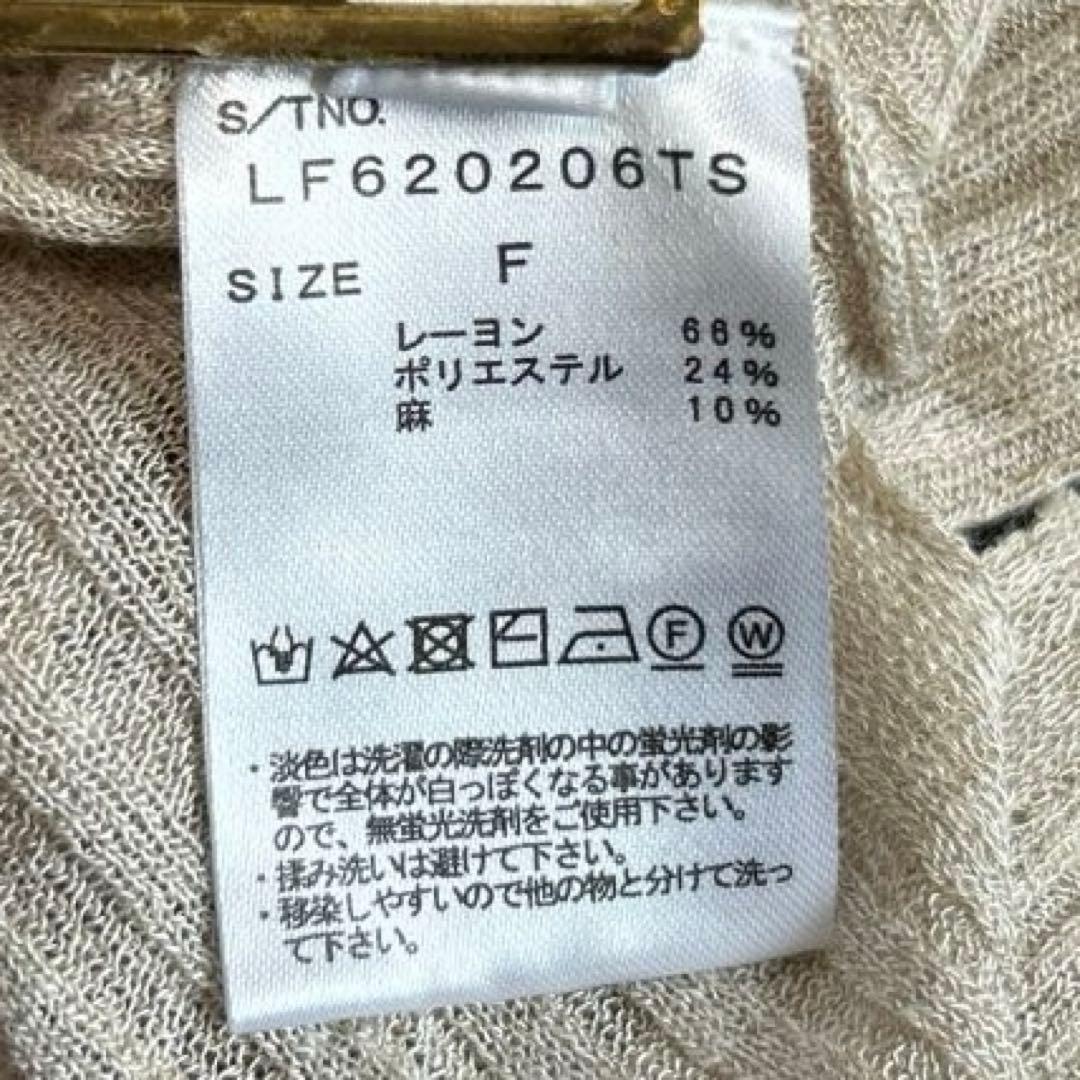 S/TNO.
LF620206TS
SIZE F
レーヨン 66%
ポリエステル 24%
麻 10%
F W
・淡色は洗濯の際洗剤の中の蛍光剤の影
響で全体が白っぽくなる事があります
ので、無蛍光洗剤をご使用下さい。
・揉み洗いは避けて下さい。
・移染しやすいので他の物と分けて洗っ
て下さい。